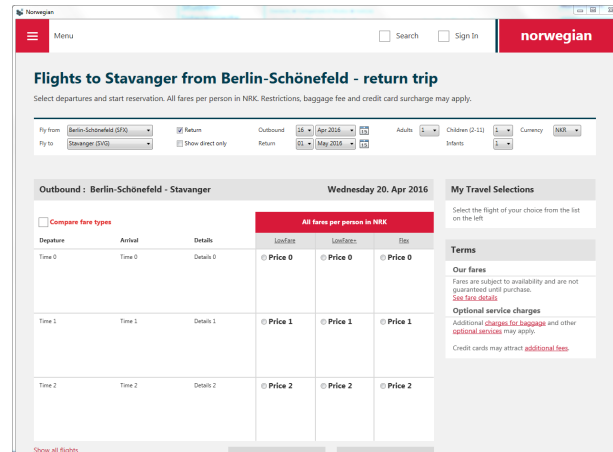 Norwegian
Menu
Search
Sign In
norwegian
Flights to Stavanger from Berlin-Schönefeld - return trip
Select departures and start reservation. All fares per person in NRK. Restrictions, baggage fee and credit card surcharge may apply.
Fly from Berlin-Schönefeld (SFX) Return Outbound 16 Apr 2016 15 Adults 1 Children (2-11) 1 Currency NKR
Fly to Stavanger (SVG) Show direct only Return 01 May 2016 15 Infants 1
Outbound : Berlin-Schönefeld - Stavanger Wednesday 20. Apr 2016
My Travel Selections
Select the flight of your choice from the list
on the left
Compare fare types
All fares per person in NRK
Depature Arrival Details LowFare LowFare+ Flex
Time 0 Time 0 Details 0 Price 0 Price 0 Price 0
Time 1 Time 1 Details 1 Price 1 Price 1 Price 1
Time 2 Time 2 Details 2 Price 2 Price 2 Price 2
Show all flights
Terms
Our fares
Fares are subject to availability and are not
guaranteed until purchase.
See fare details
Optional service charges
Additional charges for baggage and other
optional services may apply.
Credit cards may attract additional fees.